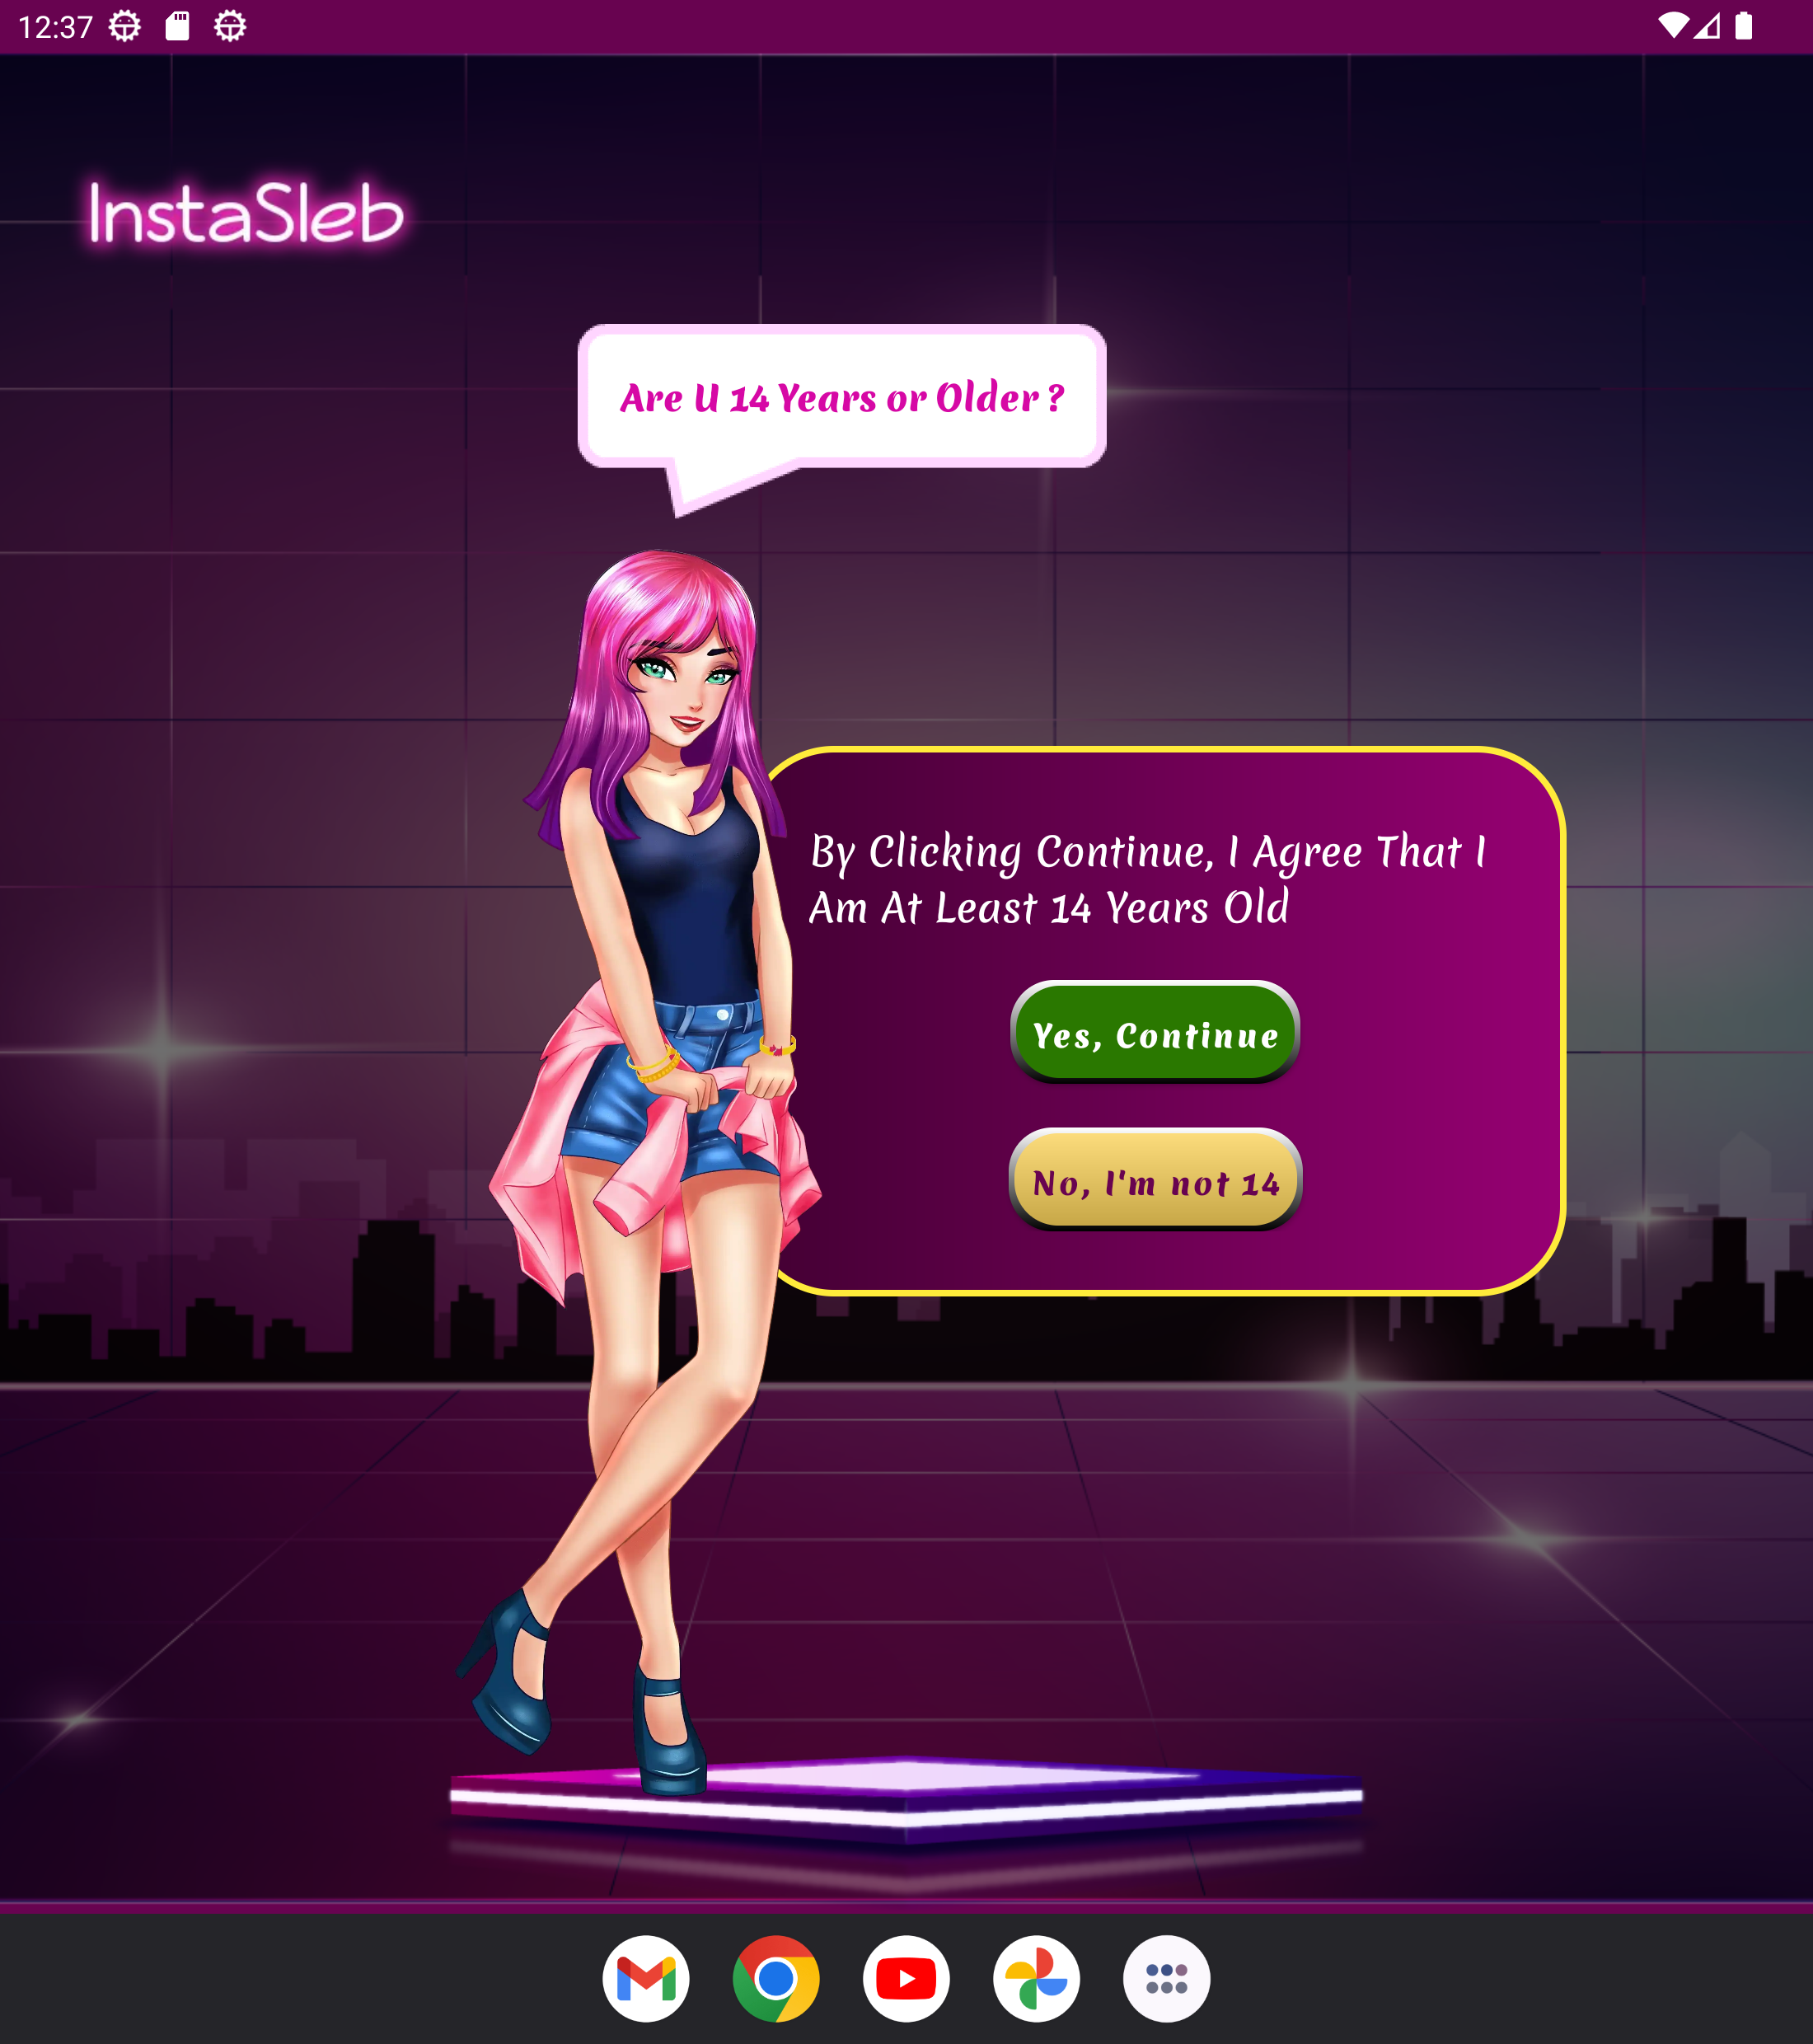 12:37
InstaSleb
Are U 14 Years or Older ?
By Clicking Continue, I Agree That I
Am At Least 14 Years Old
Yes, Continue
No, I'm not 14